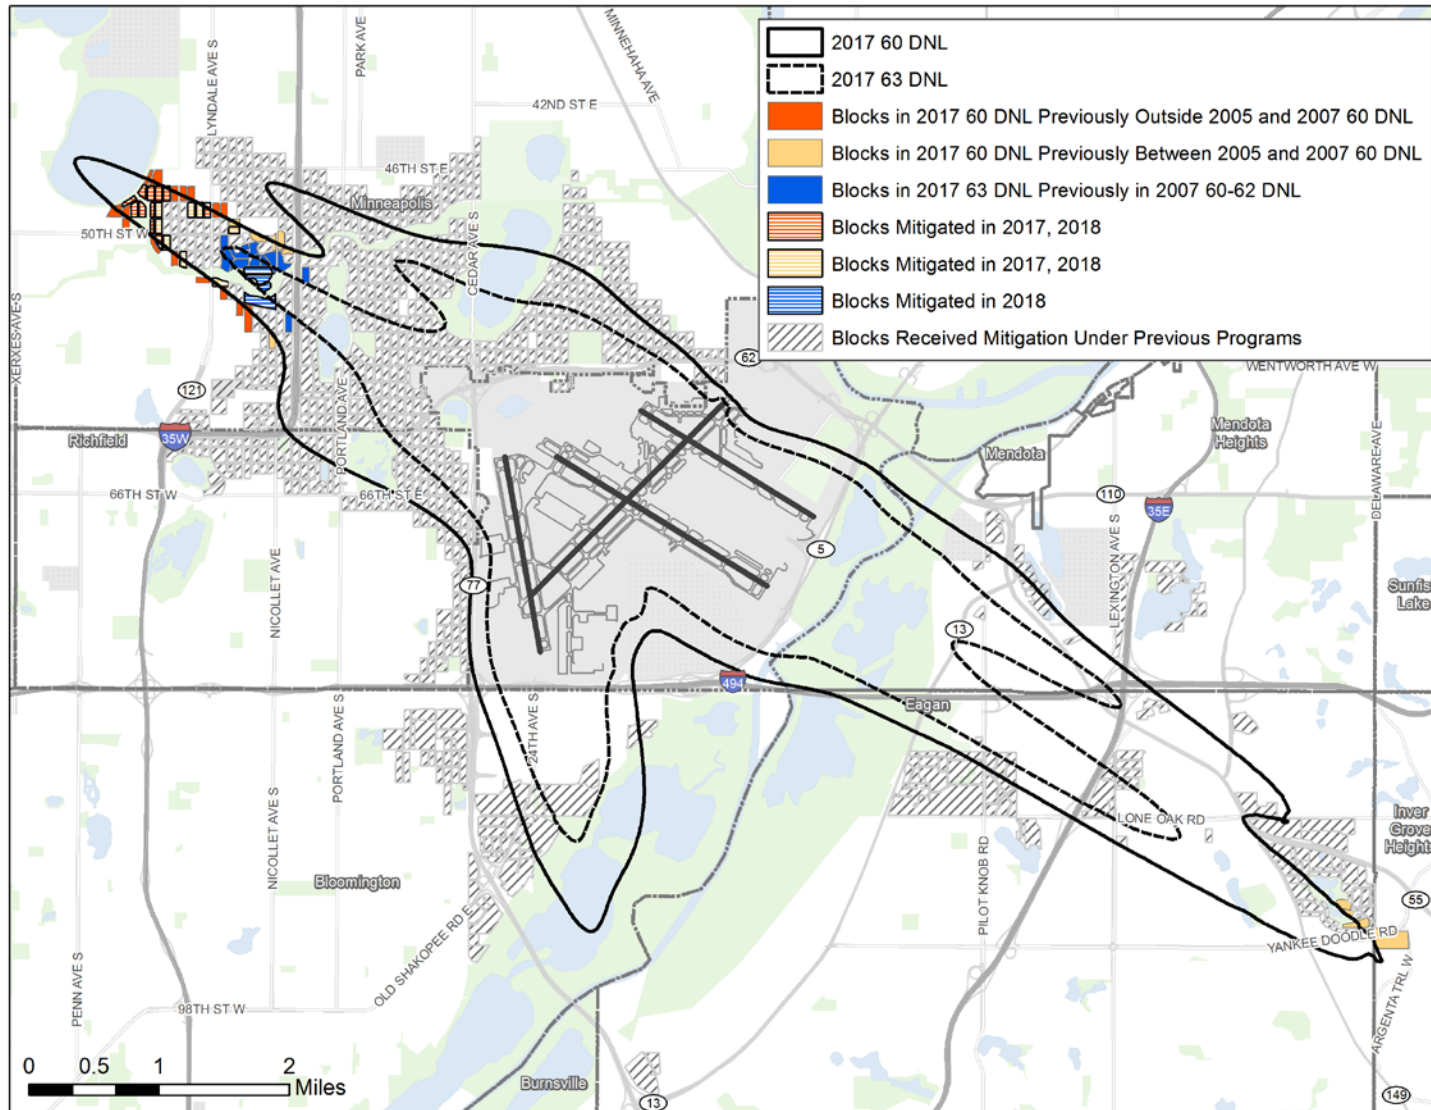 2017 60 DNL
2017 63 DNL
Blocks in 2017 60 DNL Previously Outside 2005 and 2007 60 DNL
Blocks in 2017 60 DNL Previously Between 2005 and 2007 60 DNL
Blocks in 2017 63 DNL Previously in 2007 60-62 DNL
Blocks Mitigated in 2017, 2018
Blocks Mitigated in 2017, 2018
Blocks Mitigated in 2018
Blocks Received Mitigation Under Previous Programs
LYNDALE AVE S
PARK AVE
MINNEHAHA AVE
42ND ST E
46TH ST E
Minneapolis
50TH ST W
CEDAR AVE S
XERXES AVE S
62
WENTWORTH AVE W
121
PORTLAND AVE
Richfield
35W
Mendota
Heights
Mendota
DELAWARE AVE
66TH ST W
66TH ST E
110
35E
5
LEXINGTON AVE S
77
NICOLLET AVE
Sunfis
Lake
13
494
Eagan
24TH AVE S
PORTLAND AVE S
NICOLLET AVE S
LONE OAK RD
Inver
Grove
Heights
PILOT KNOB RD
Bloomington
55
YANKEE DOODLE RD
OLD SHAKOPEE RD E
PENN AVE S
98TH ST W
ARGENTA TRL W
0 0.5 1 2
Miles
Burnsville
13
149